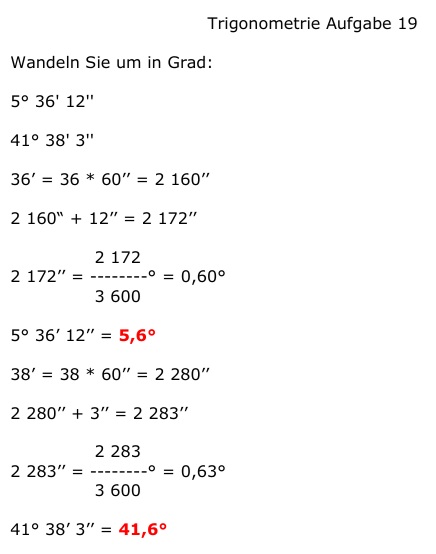 Trigonometrie Aufgabe 19
Wandeln Sie um in Grad:
5° 36' 12''
41° 38' 3''
36′ = 36 * 60′′ = 2 160′′
2 160“ + 12′′ = 2 172′′
2 172
2 172′′ = --------° = 0,60°
3 600
5° 36′ 12′′ = 5,6°
38′ = 38 * 60′′ = 2 280′′
2 280′′ + 3′′ = 2 283′′
2 283
2 283′′ = --------° = 0,63°
3 600
41° 38′ 3′′ = 41,6°